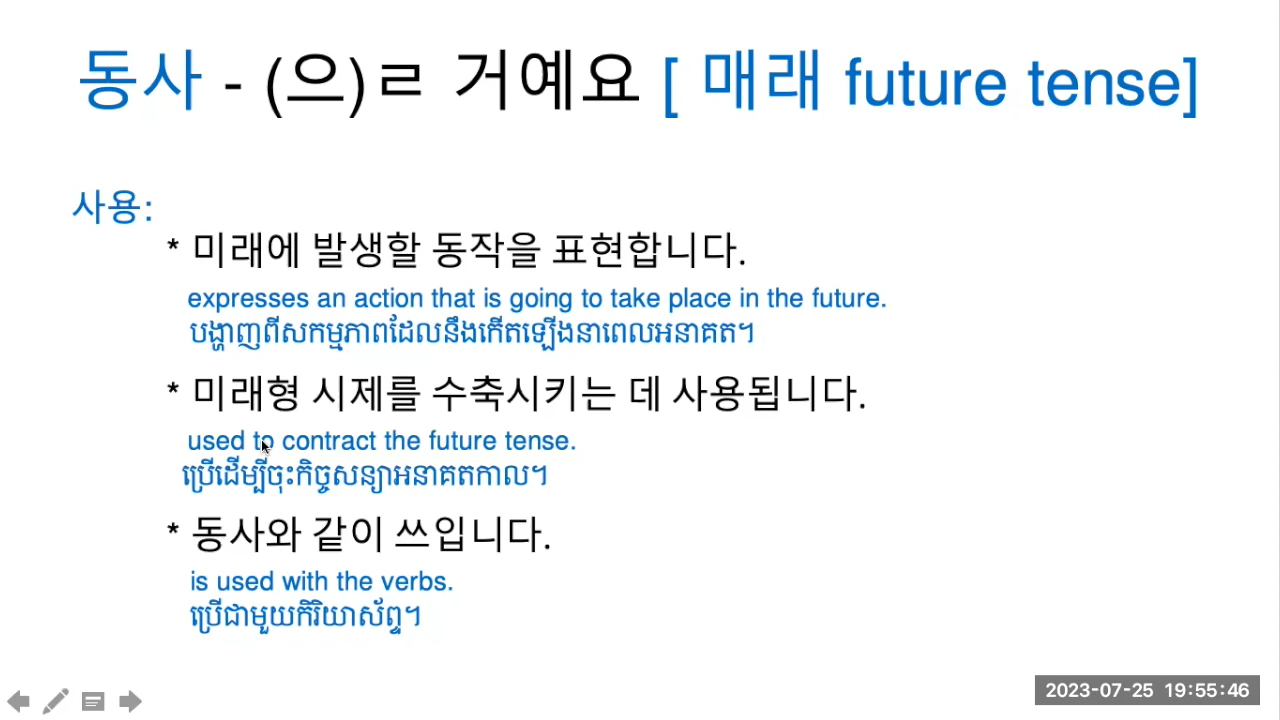 동사 - (으)ㄹ 거예요 [ 매래 future tense]
사용:
* 미래에 발생할 동작을 표현합니다.
expresses an action that is going to take place in the future.
បង្ហាញពីសកម្មភាពដែលនឹងកើតឡើងនាពេលអនាគត។
* 미래형 시제를 수축시키는 데 사용됩니다.
used to contract the future tense.
ប្រើដើម្បីចុះកិច្ចសន្យាអនាគតកាល។
* 동사와 같이 쓰입니다.
is used with the verbs.
ប្រើជាមួយកិរិយាស័ព្ទ។
2023-07-25 19:55:46